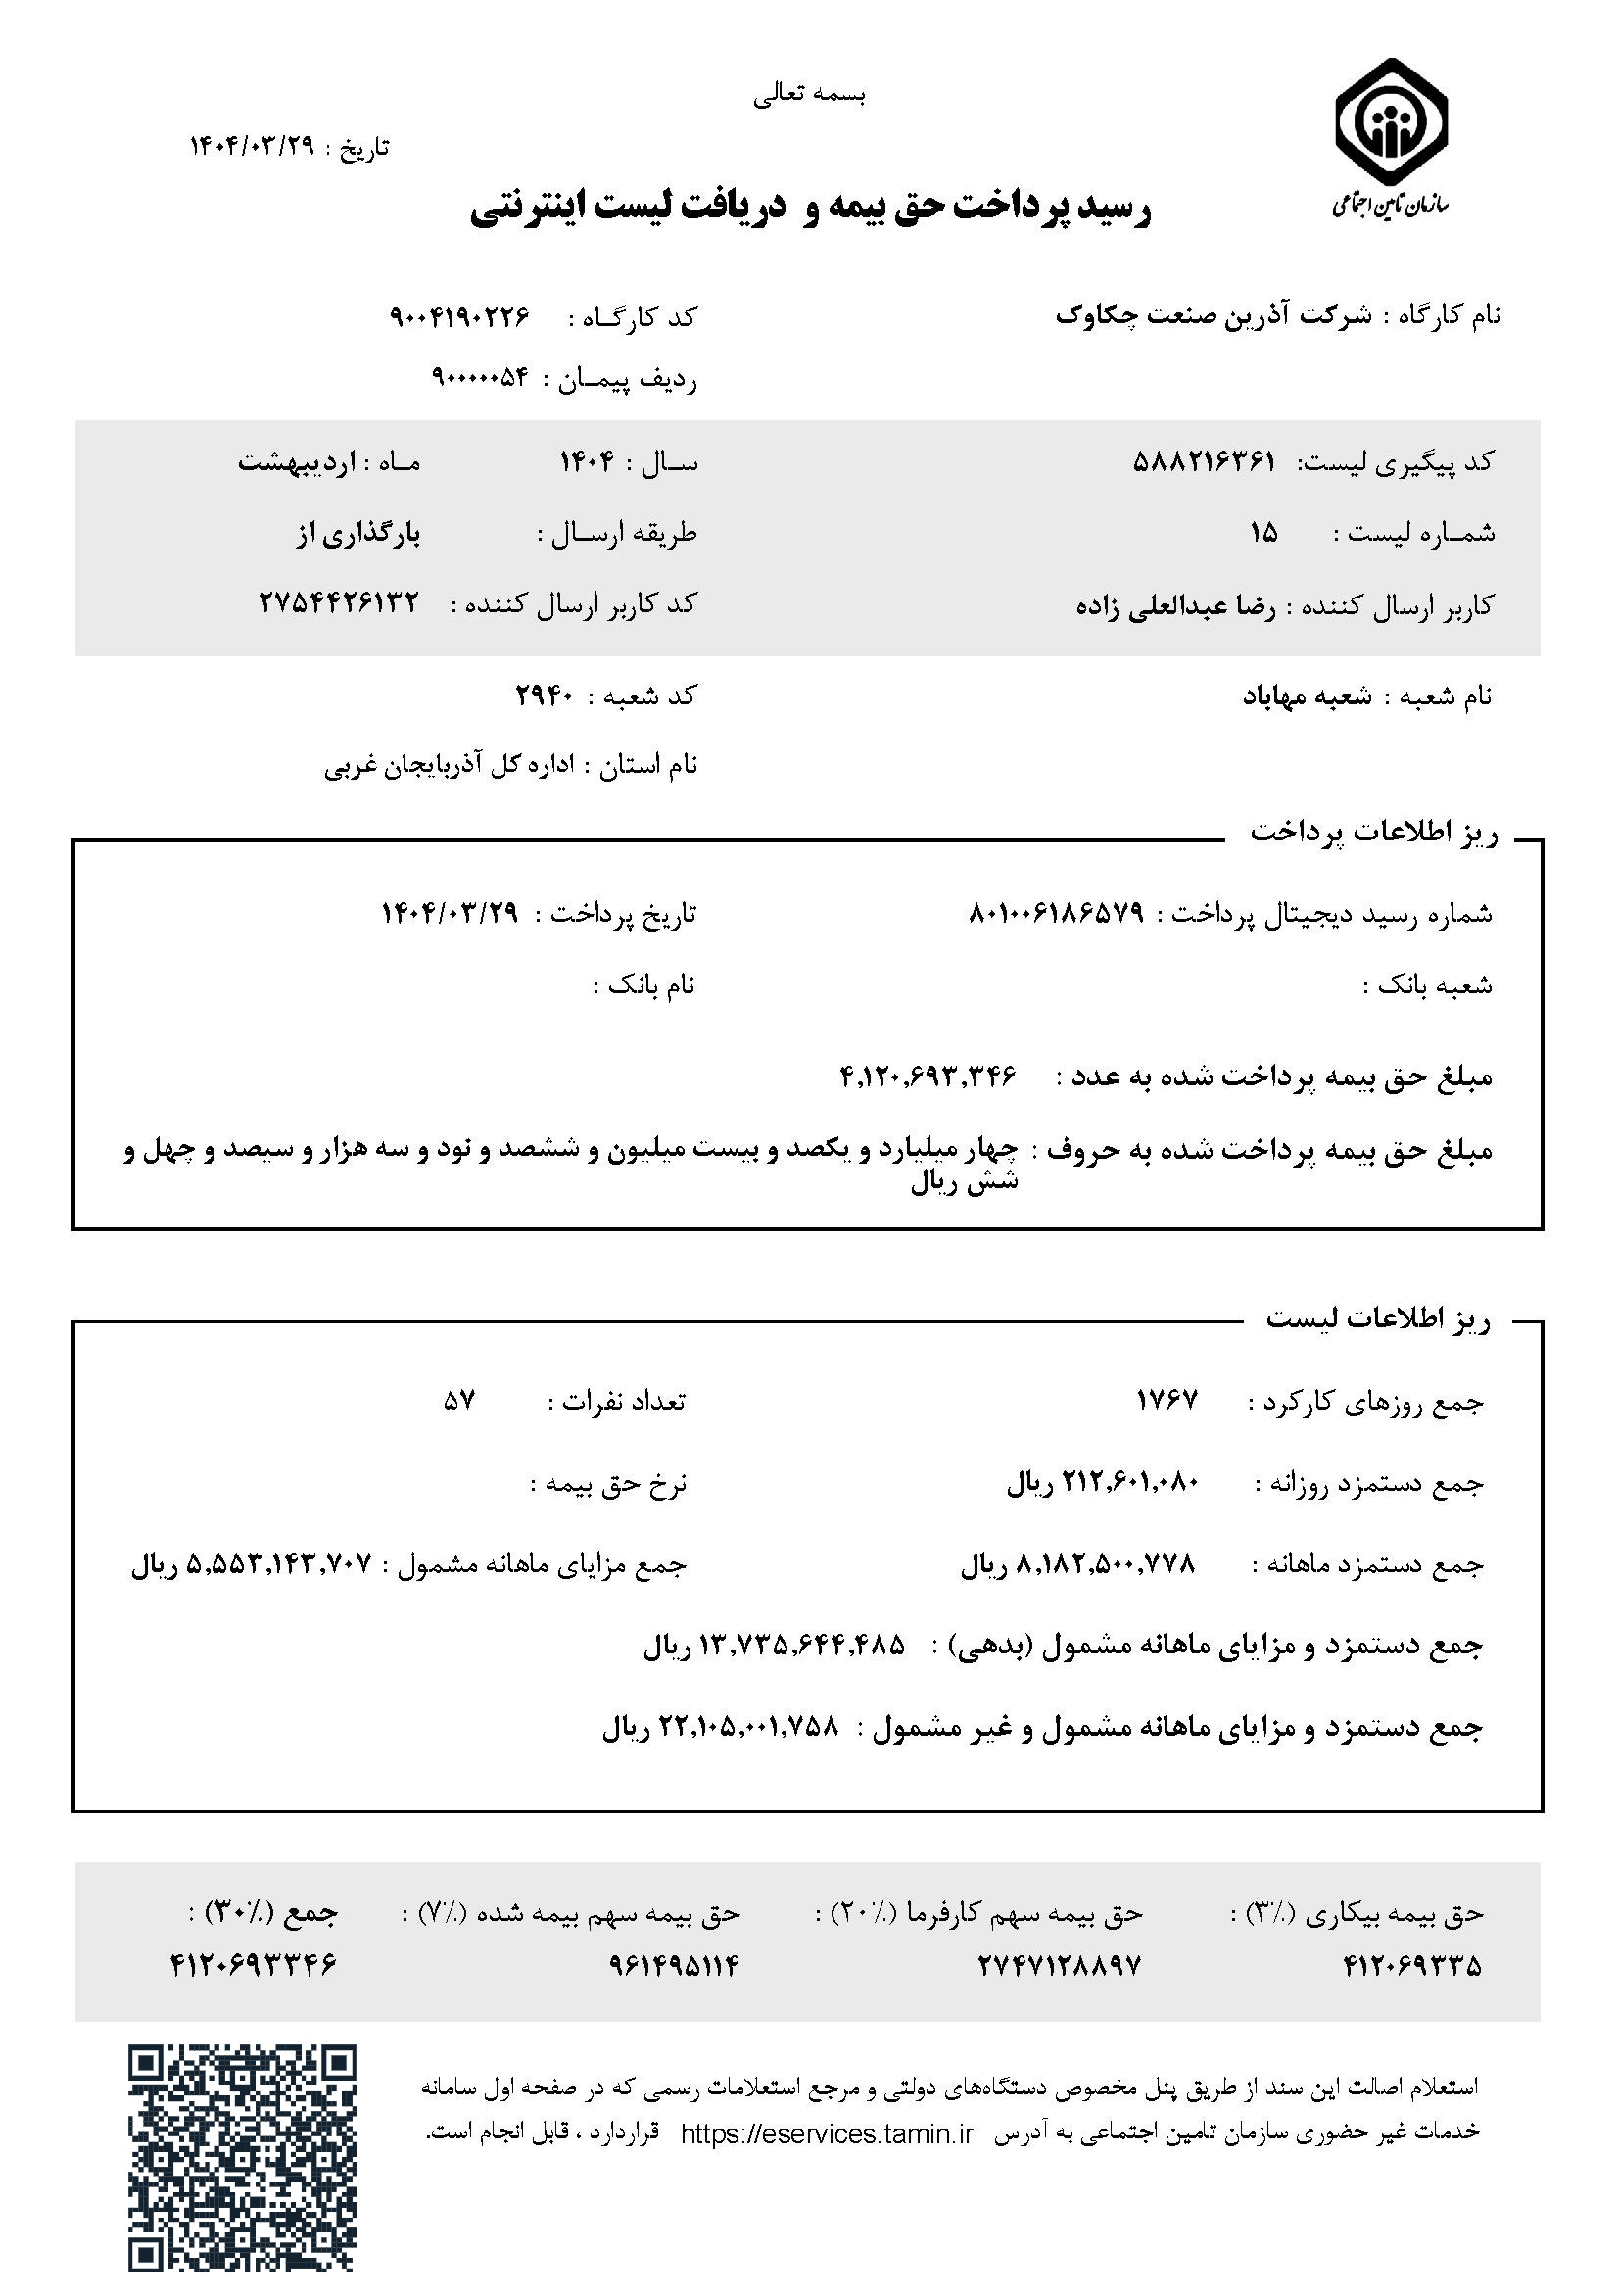 بسمه تعالی
تاریخ : ۱۴۰۴/۰۳/۲۹
سازمان تامین اجتماعی
رسید پرداخت حق بیمه و دریافت لیست اینترنتی
نام کارگاه : شرکت آذرین صنعت چکاوک کد کارگـاه : ۹۰۰۴۱۹۰۲۲۶
ردیف پیمـان : ۹۰۰۰۰۰۵۴
کد پیگیری لیست: ۵۸۸۲۱۶۳۶۱ سـال : ۱۴۰۴ مـاه : اردیبهشت
شمـاره لیست : ۱۵ طریقه ارسـال : بارگذاری از
کاربر ارسال کننده : رضا عبدالعلی زاده کد کاربر ارسال کننده : ۲۷۵۴۴۲۶۱۳۲
نام شعبه : شعبه مهاباد کد شعبه : ۲۹۴۰
نام استان : اداره کل آذربایجان غربی
ریز اطلاعات پرداخت
شماره رسید دیجیتال پرداخت : ۸۰۱۰۰۶۱۸۶۵۷۹ تاریخ پرداخت : ۱۴۰۴/۰۳/۲۹
شعبه بانک : نام بانک :
مبلغ حق بیمه پرداخت شده به عدد : ۴,۱۲۰,۶۹۳,۳۴۶
مبلغ حق بیمه پرداخت شده به حروف : چهار میلیارد و یکصد و بیست میلیون و ششصد و نود و سه هزار و سیصد و چهل و
شش ریال
ریز اطلاعات لیست
جمع روزهای کارکرد : ۱۷۶۷ تعداد نفرات : ۵۷
جمع دستمزد روزانه : ۲۱۲,۶۰۱,۰۸۰ ریال نرخ حق بیمه :
جمع دستمزد ماهانه : ۸,۱۸۲,۵۰۰,۷۷۸ ریال جمع مزایای ماهانه مشمول : ۵,۵۵۳,۱۴۳,۷۰۷ ریال
جمع دستمزد و مزایای ماهانه مشمول (بدهی) : ۱۳,۷۳۵,۶۴۴,۴۸۵ ریال
جمع دستمزد و مزایای ماهانه مشمول و غیر مشمول : ۲۲,۱۰۵,۰۰۱,۷۵۸ ریال
حق بیمه بیکاری (۳٪) : حق بیمه سهم کارفرما (۲۰٪) : حق بیمه سهم بیمه شده (۷٪) : جمع (۳۰٪) :
۴۱۲۰۶۹۳۳۵ ۲۷۴۷۱۲۸۸۹۷ ۹۶۱۴۹۵۱۱۴ ۴۱۲۰۶۹۳۳۴۶
استعلام اصالت این سند از طریق پنل مخصوص دستگاه‌های دولتی و مرجع استعلامات رسمی که در صفحه اول سامانه
خدمات غیر حضوری سازمان تامین اجتماعی به آدرس https://eservices.tamin.ir قراردارد ، قابل انجام است.